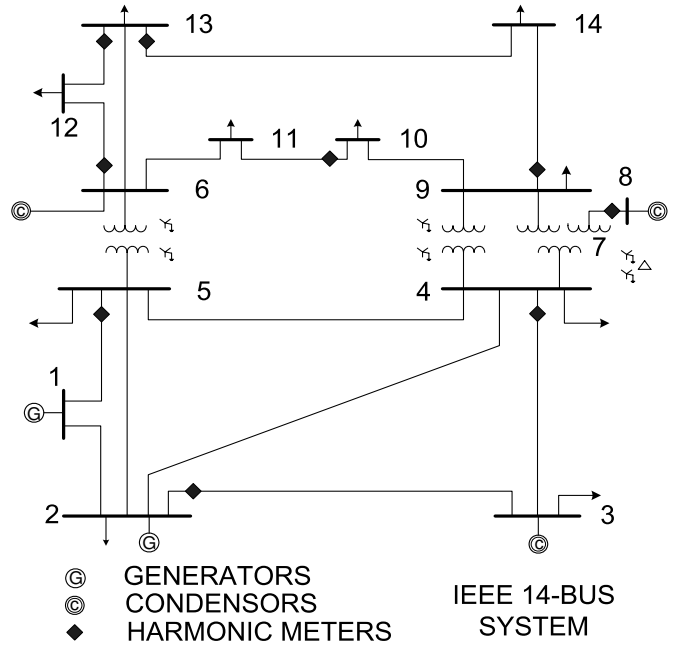 13
14
12
11
10
6
9
8
C
C
7
5
4
1
G
2
G
3
C
G GENERATORS
C CONDENSORS
HARMONIC METERS
IEEE 14-BUS
SYSTEM